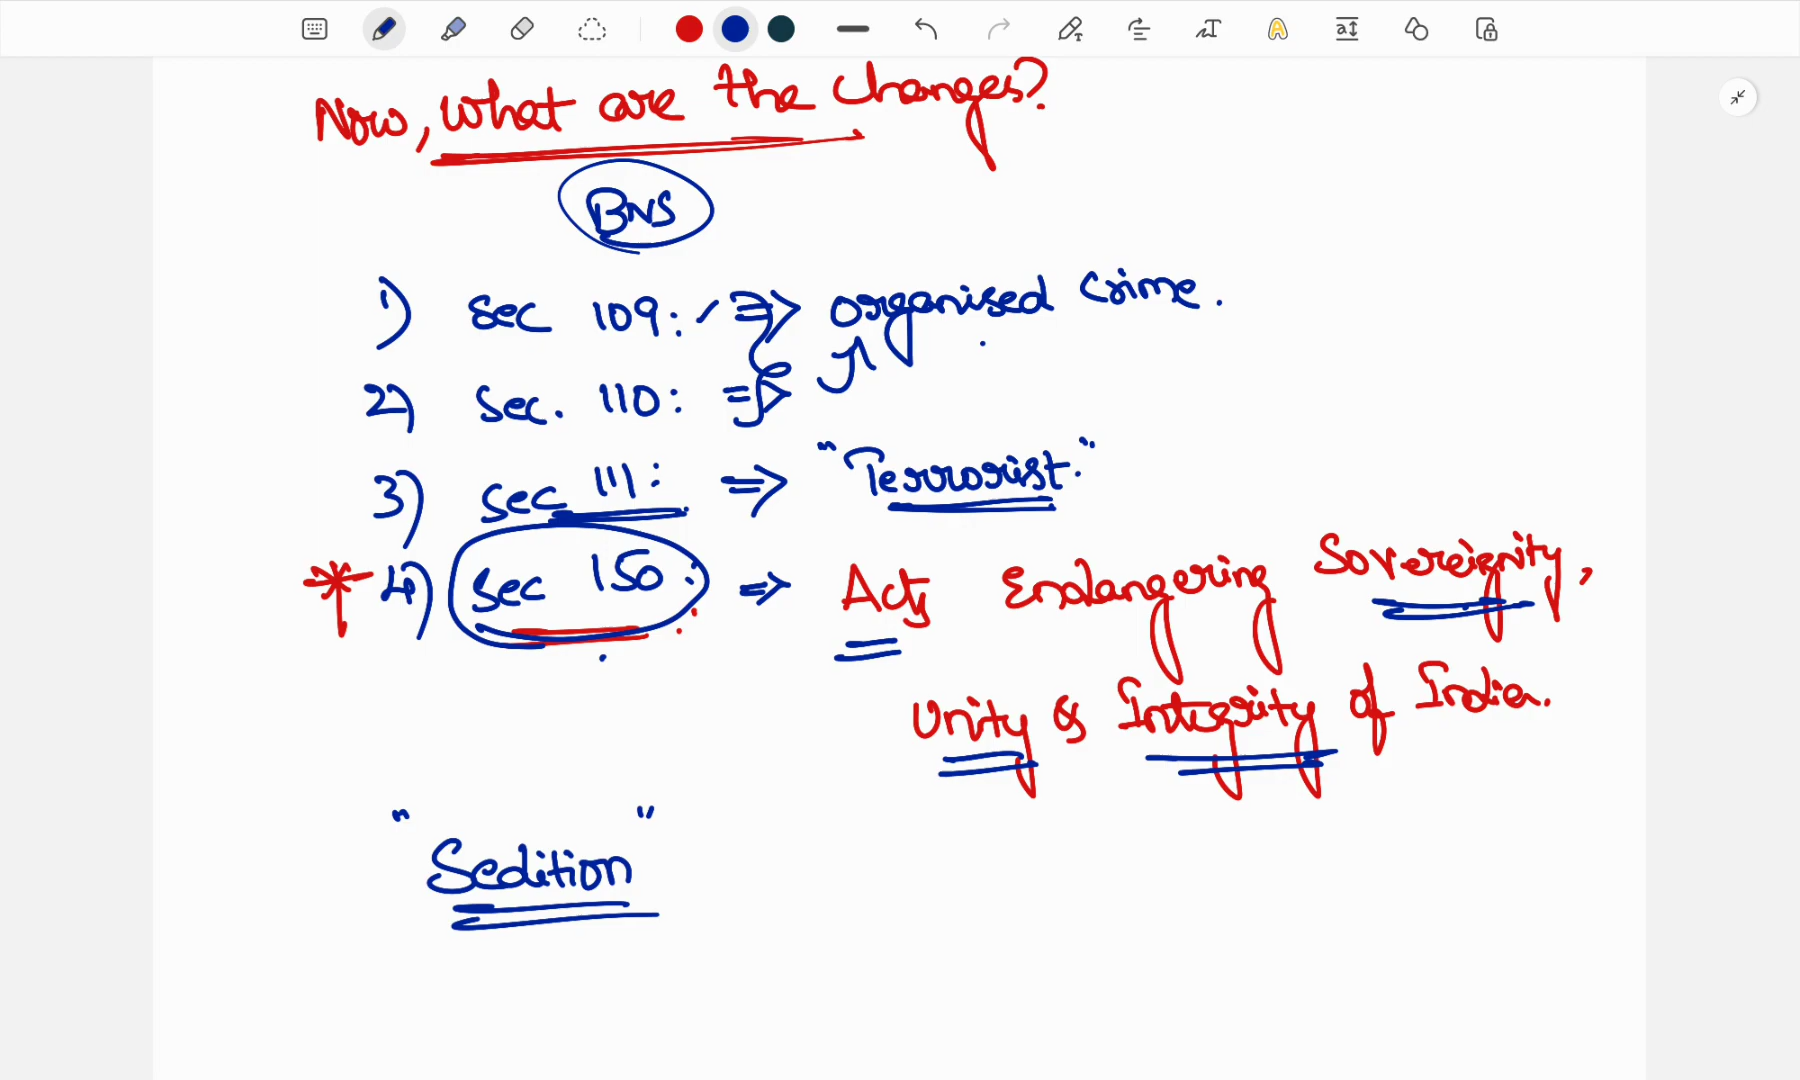 Now, what are the changes?
BNS
1) Sec 109: ⇒ organised crime.
2) Sec. 110: ⇒
3) Sec 111: ⇒ "Terrorist."
4) Sec 150: ⇒ Acts Endangering Sovereignity,
Unity & Integrity of India.
"Sedition"